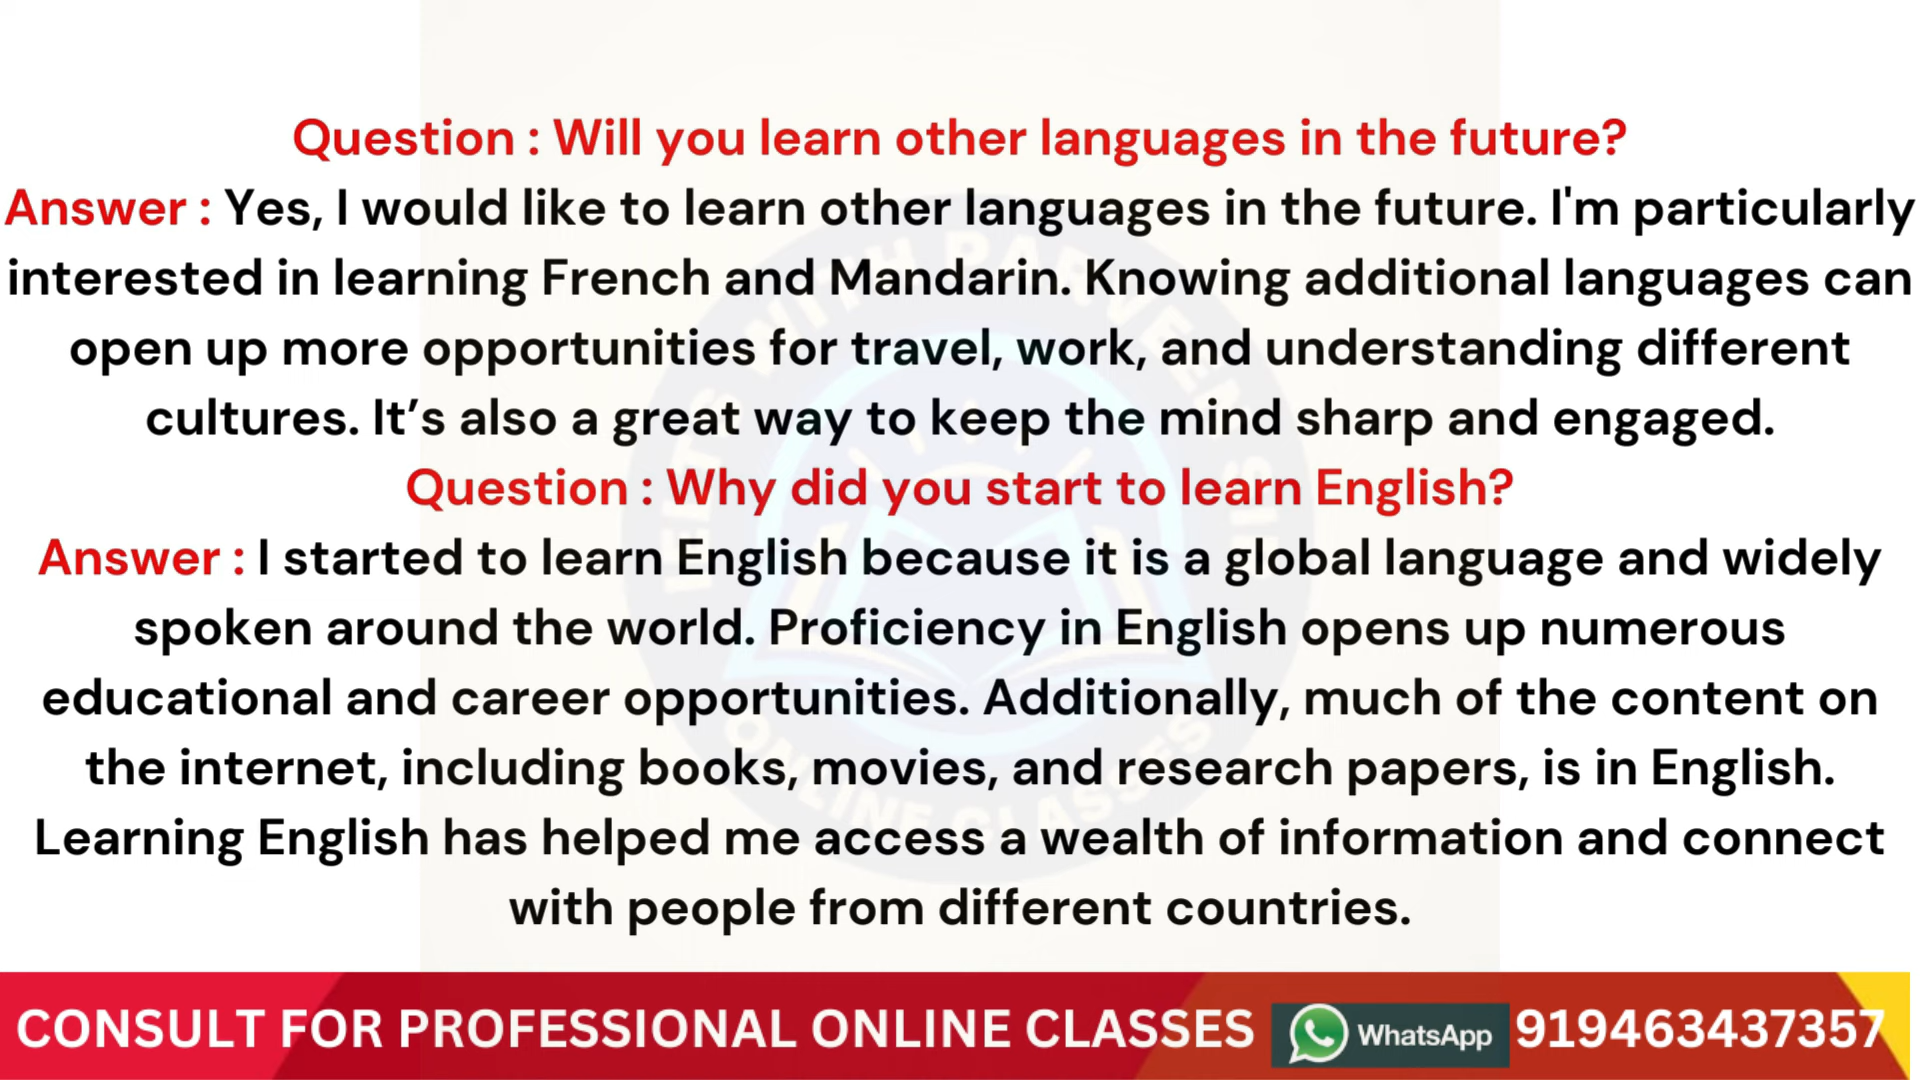 Question : Will you learn other languages in the future?
Answer : Yes, I would like to learn other languages in the future. I'm particularly
interested in learning French and Mandarin. Knowing additional languages can
open up more opportunities for travel, work, and understanding different
cultures. It’s also a great way to keep the mind sharp and engaged.
Question : Why did you start to learn English?
Answer : I started to learn English because it is a global language and widely
spoken around the world. Proficiency in English opens up numerous
educational and career opportunities. Additionally, much of the content on
the internet, including books, movies, and research papers, is in English.
Learning English has helped me access a wealth of information and connect
with people from different countries.
CONSULT FOR PROFESSIONAL ONLINE CLASSES WhatsApp 919463437357
WITH PARVEEN
ONLINE CLASSES